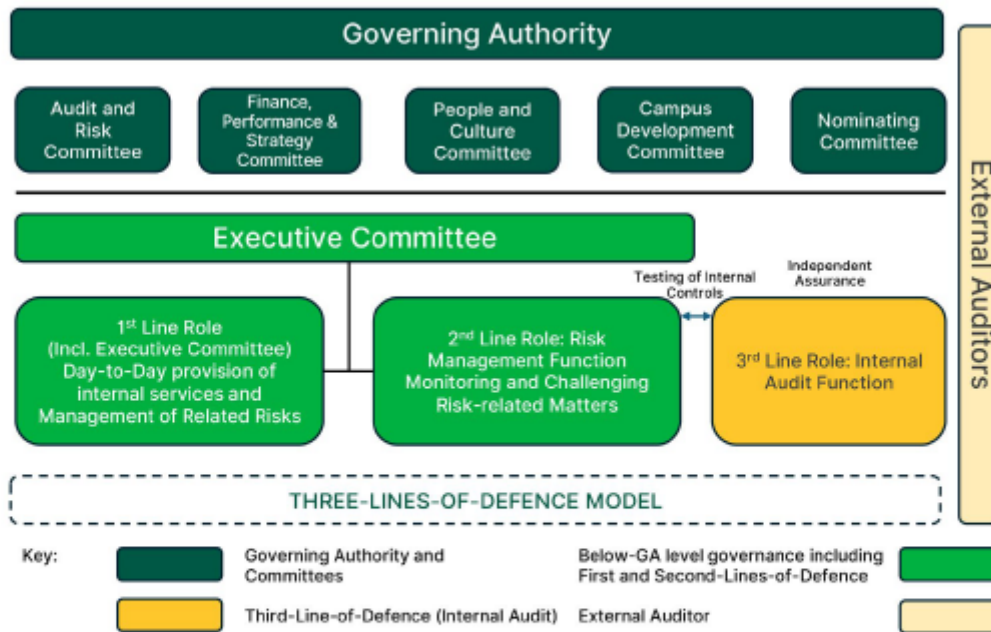 Governing Authority
Audit and
Risk
Committee
Finance,
Performance &
Strategy
Committee
People and
Culture
Committee
Campus
Development
Committee
Nominating
Committee
External Auditors
Executive Committee
Testing of Internal
Controls
Independent
Assurance
1st Line Role
(Incl. Executive Committee)
Day-to-Day provision of
internal services and
Management of Related Risks
2nd Line Role: Risk
Management Function
Monitoring and Challenging
Risk-related Matters
3rd Line Role: Internal
Audit Function
THREE-LINES-OF-DEFENCE MODEL
Key:
Governing Authority and
Committees
Below-GA level governance including
First and Second-Lines-of-Defence
Third-Line-of-Defence (Internal Audit)
External Auditor